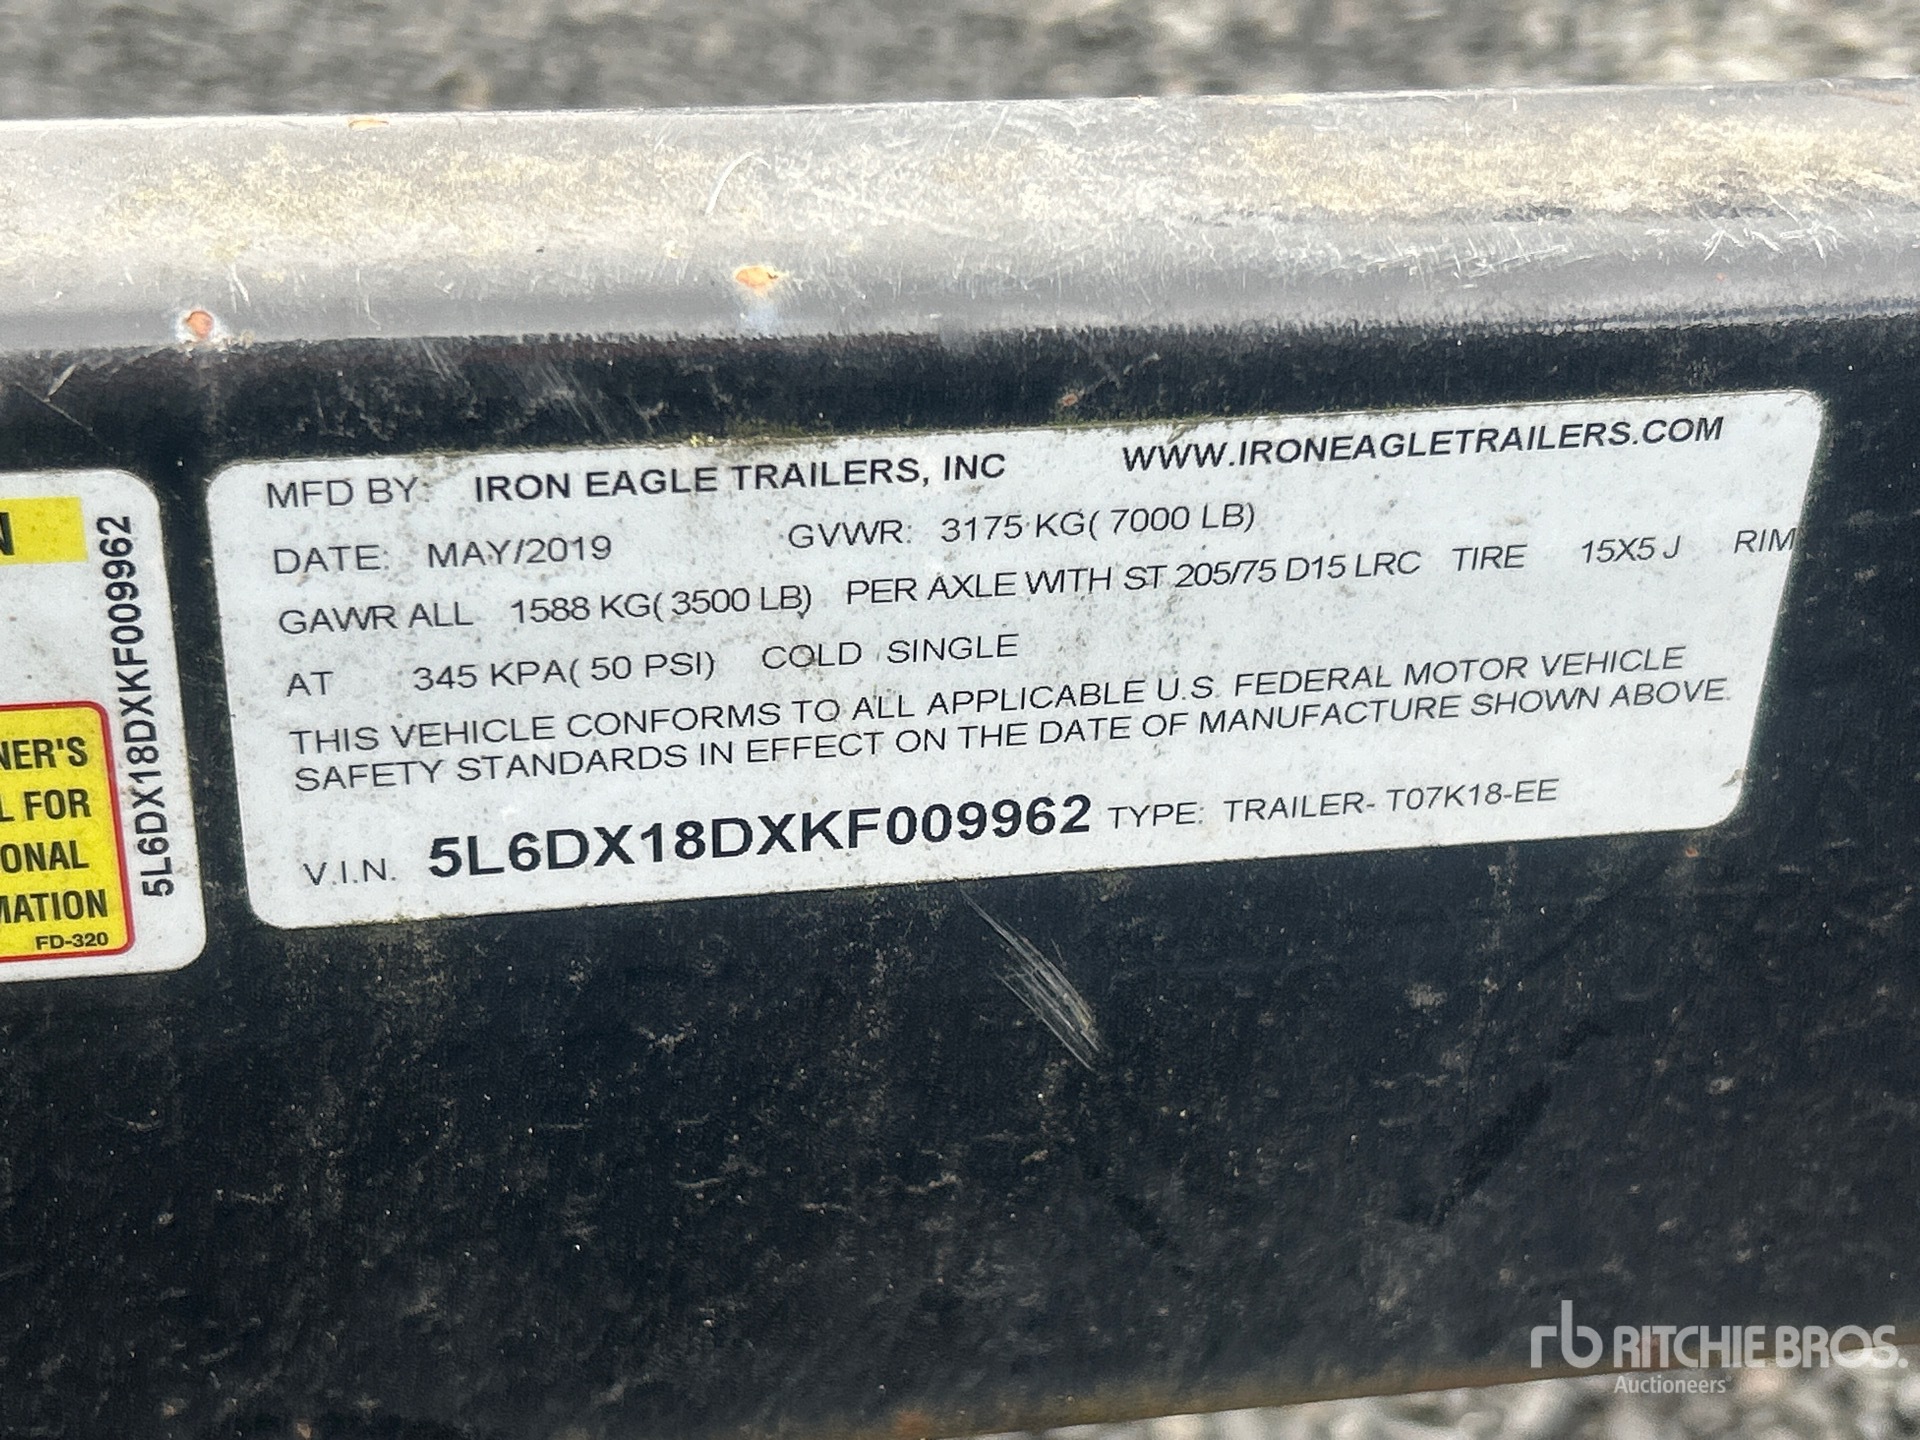 N
NER'S
L FOR
ONAL
MATION
FD-320
5L6DX18DXKF009962
MFD BY: IRON EAGLE TRAILERS, INC WWW.IRONEAGLETRAILERS.COM
DATE: MAY/2019 GVWR: 3175 KG( 7000 LB)
GAWR ALL 1588 KG( 3500 LB) PER AXLE WITH ST 205/75 D15 LRC TIRE 15X5 J RIM
AT 345 KPA( 50 PSI) COLD SINGLE
THIS VEHICLE CONFORMS TO ALL APPLICABLE U.S. FEDERAL MOTOR VEHICLE
SAFETY STANDARDS IN EFFECT ON THE DATE OF MANUFACTURE SHOWN ABOVE.
V.I.N. 5L6DX18DXKF009962 TYPE: TRAILER- T07K18-EE
rb RITCHIE BROS.
Auctioneers